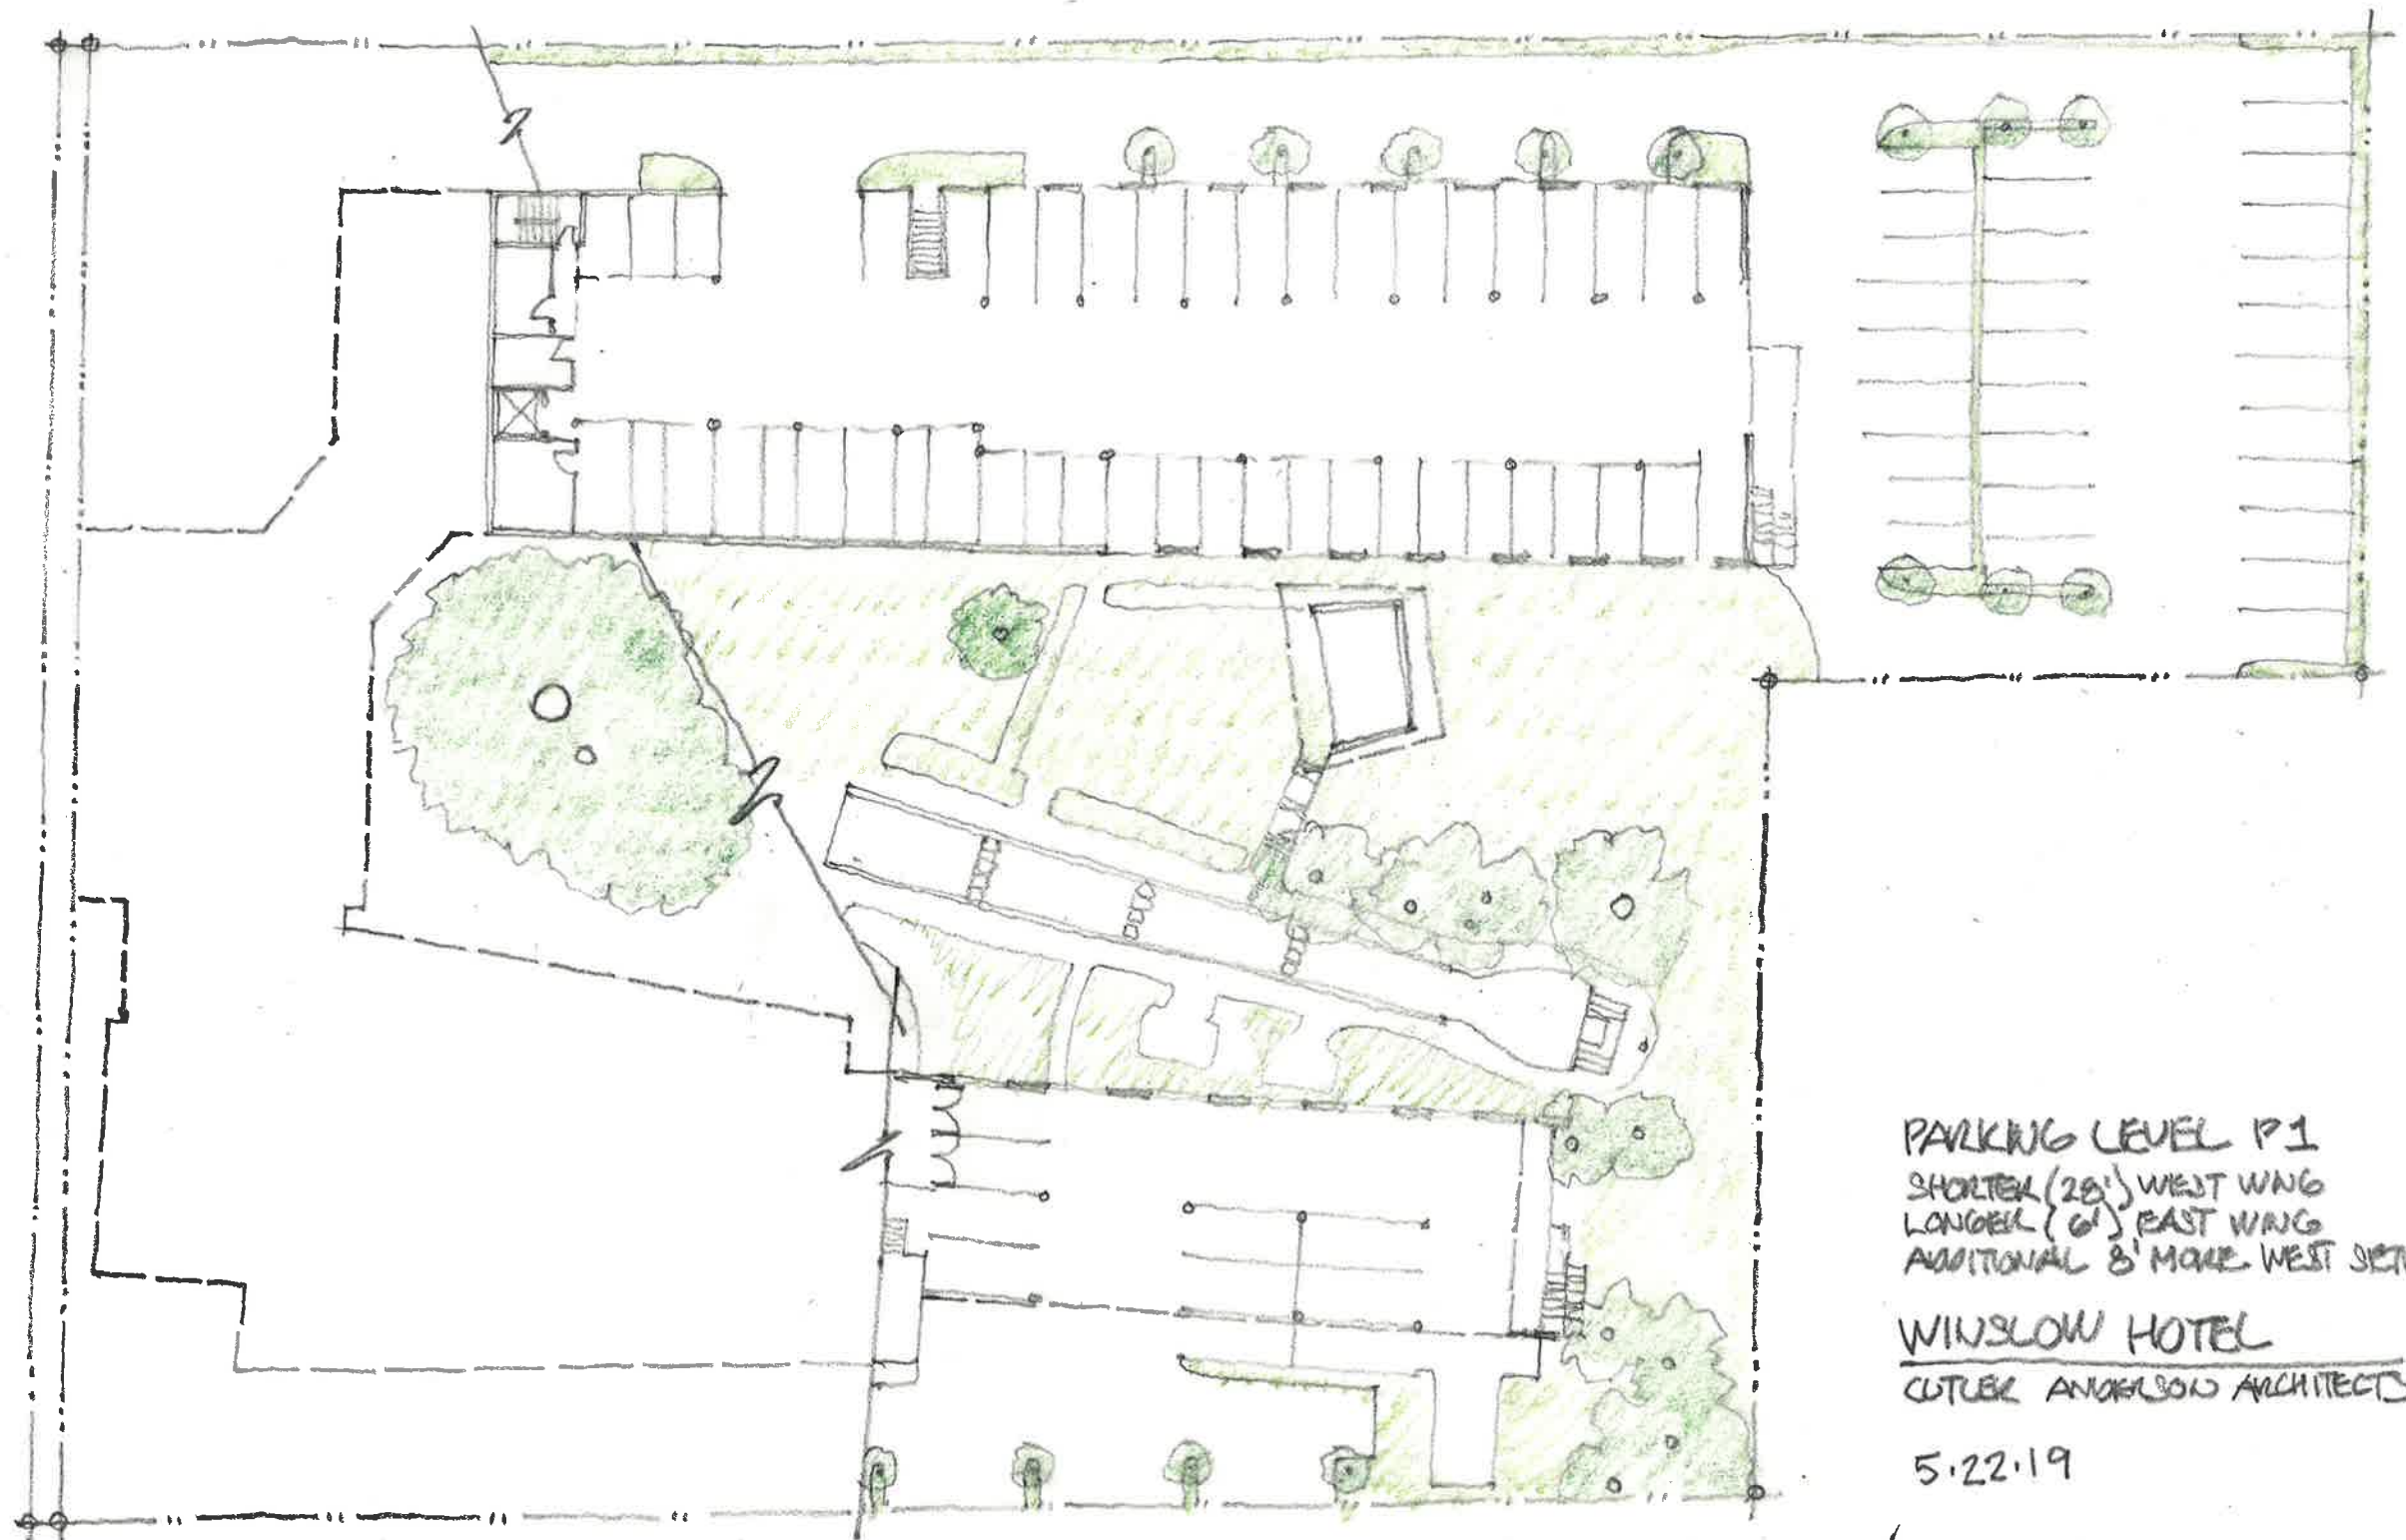 PARKING LEVEL P1
SHORTER (28') WEST WING
LONGER (6') EAST WING
ADDITIONAL 8' MORE WEST
WINSLOW HOTEL
CUTLER ANDERSON ARCHITECTS
5.22.19